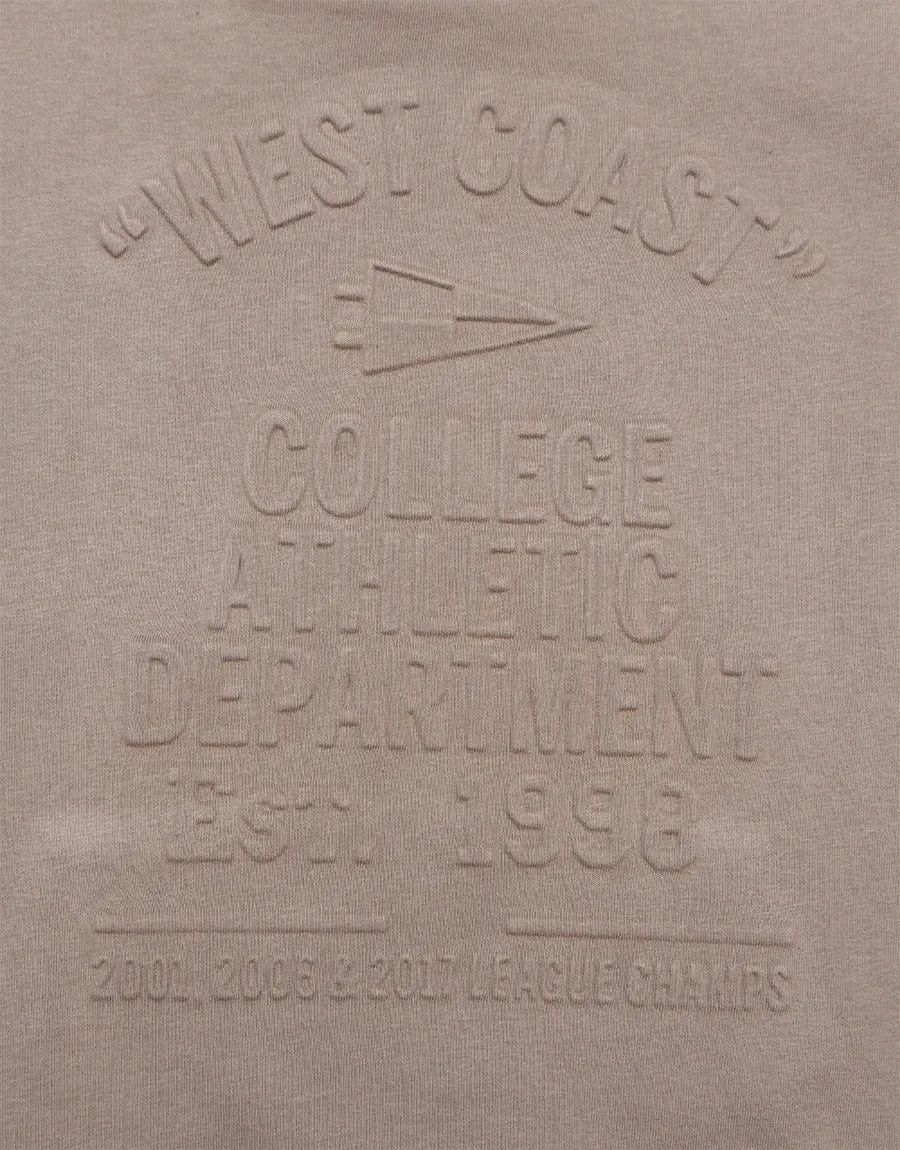 “WEST COAST”
COLLEGE
ATHLETIC
DEPARTMENT
Est. 1998
2001, 2006 & 2017 LEAGUE CHAMPS